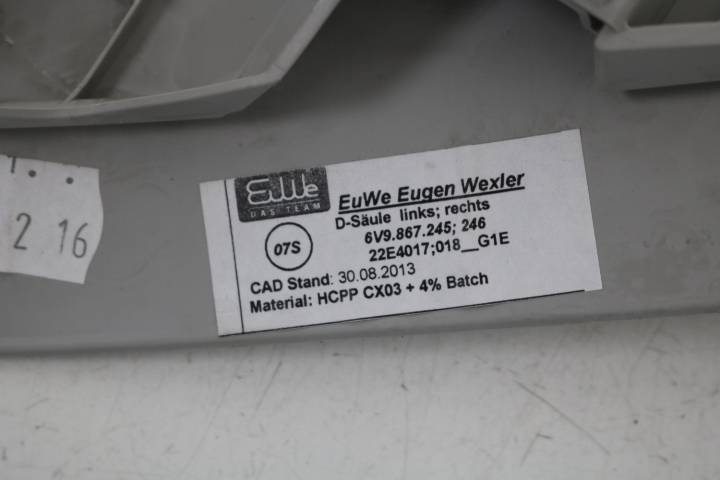 2 16
EuWe
DAS TEAM
07S
EuWe Eugen Wexler
D-Säule links; rechts
6V9.867.245; 246
22E4017;018__G1E
CAD Stand: 30.08.2013
Material: HCPP CX03 + 4% Batch